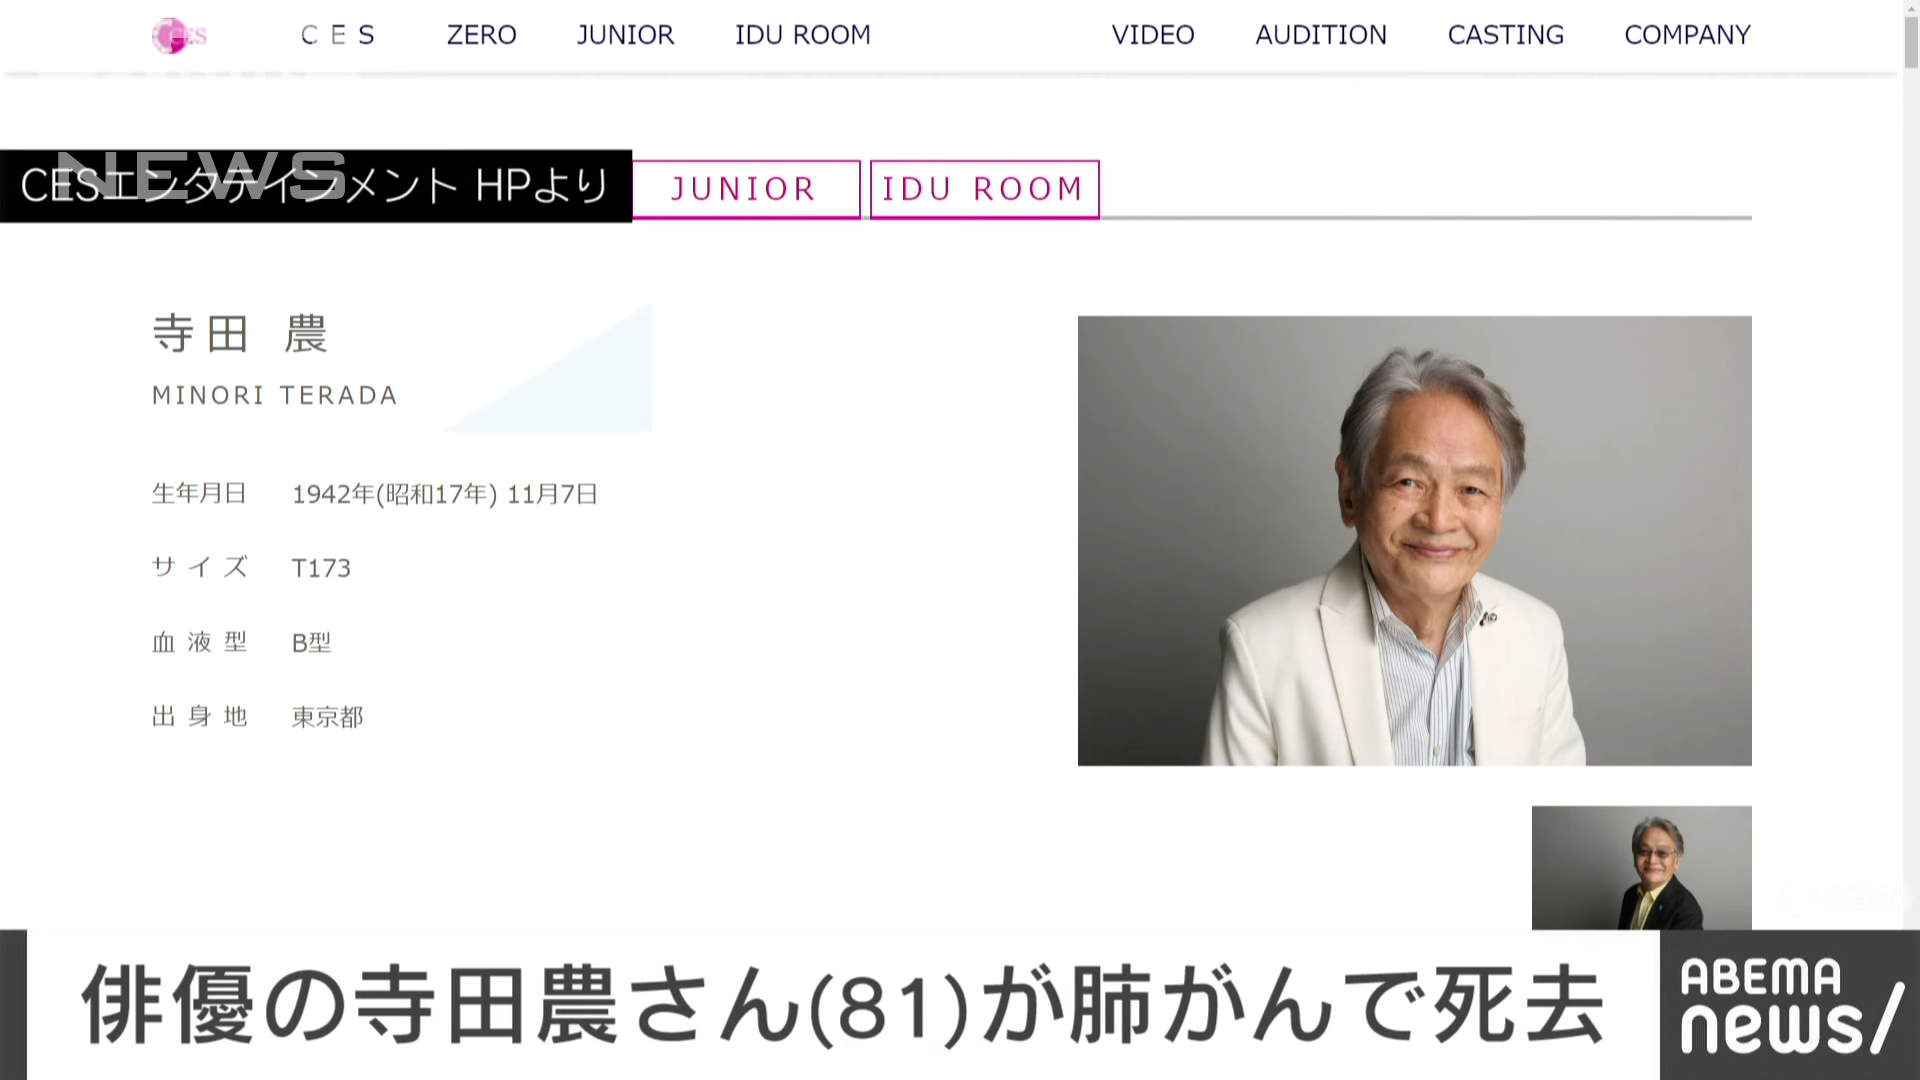 CES
CES
ZERO
JUNIOR
IDU ROOM
VIDEO
AUDITION
CASTING
COMPANY
NEWS
CESエンタテインメント HPより
JUNIOR
IDU ROOM
寺田 農
MINORI TERADA
生年月日 1942年(昭和17年) 11月7日
サイズ T173
血液型 B型
出身地 東京都
俳優の寺田農さん(81)が肺がんで死去
ABEMA
news/